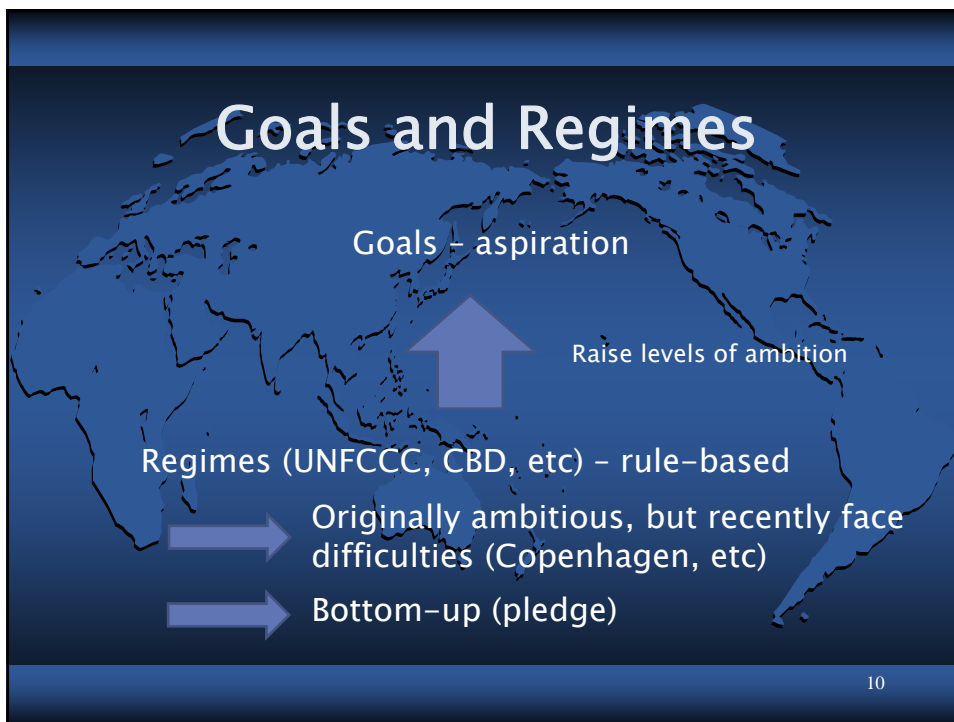 Goals and Regimes
Goals – aspiration
Raise levels of ambition
Regimes (UNFCCC, CBD, etc) – rule-based
Originally ambitious, but recently face
difficulties (Copenhagen, etc)
Bottom-up (pledge)
10